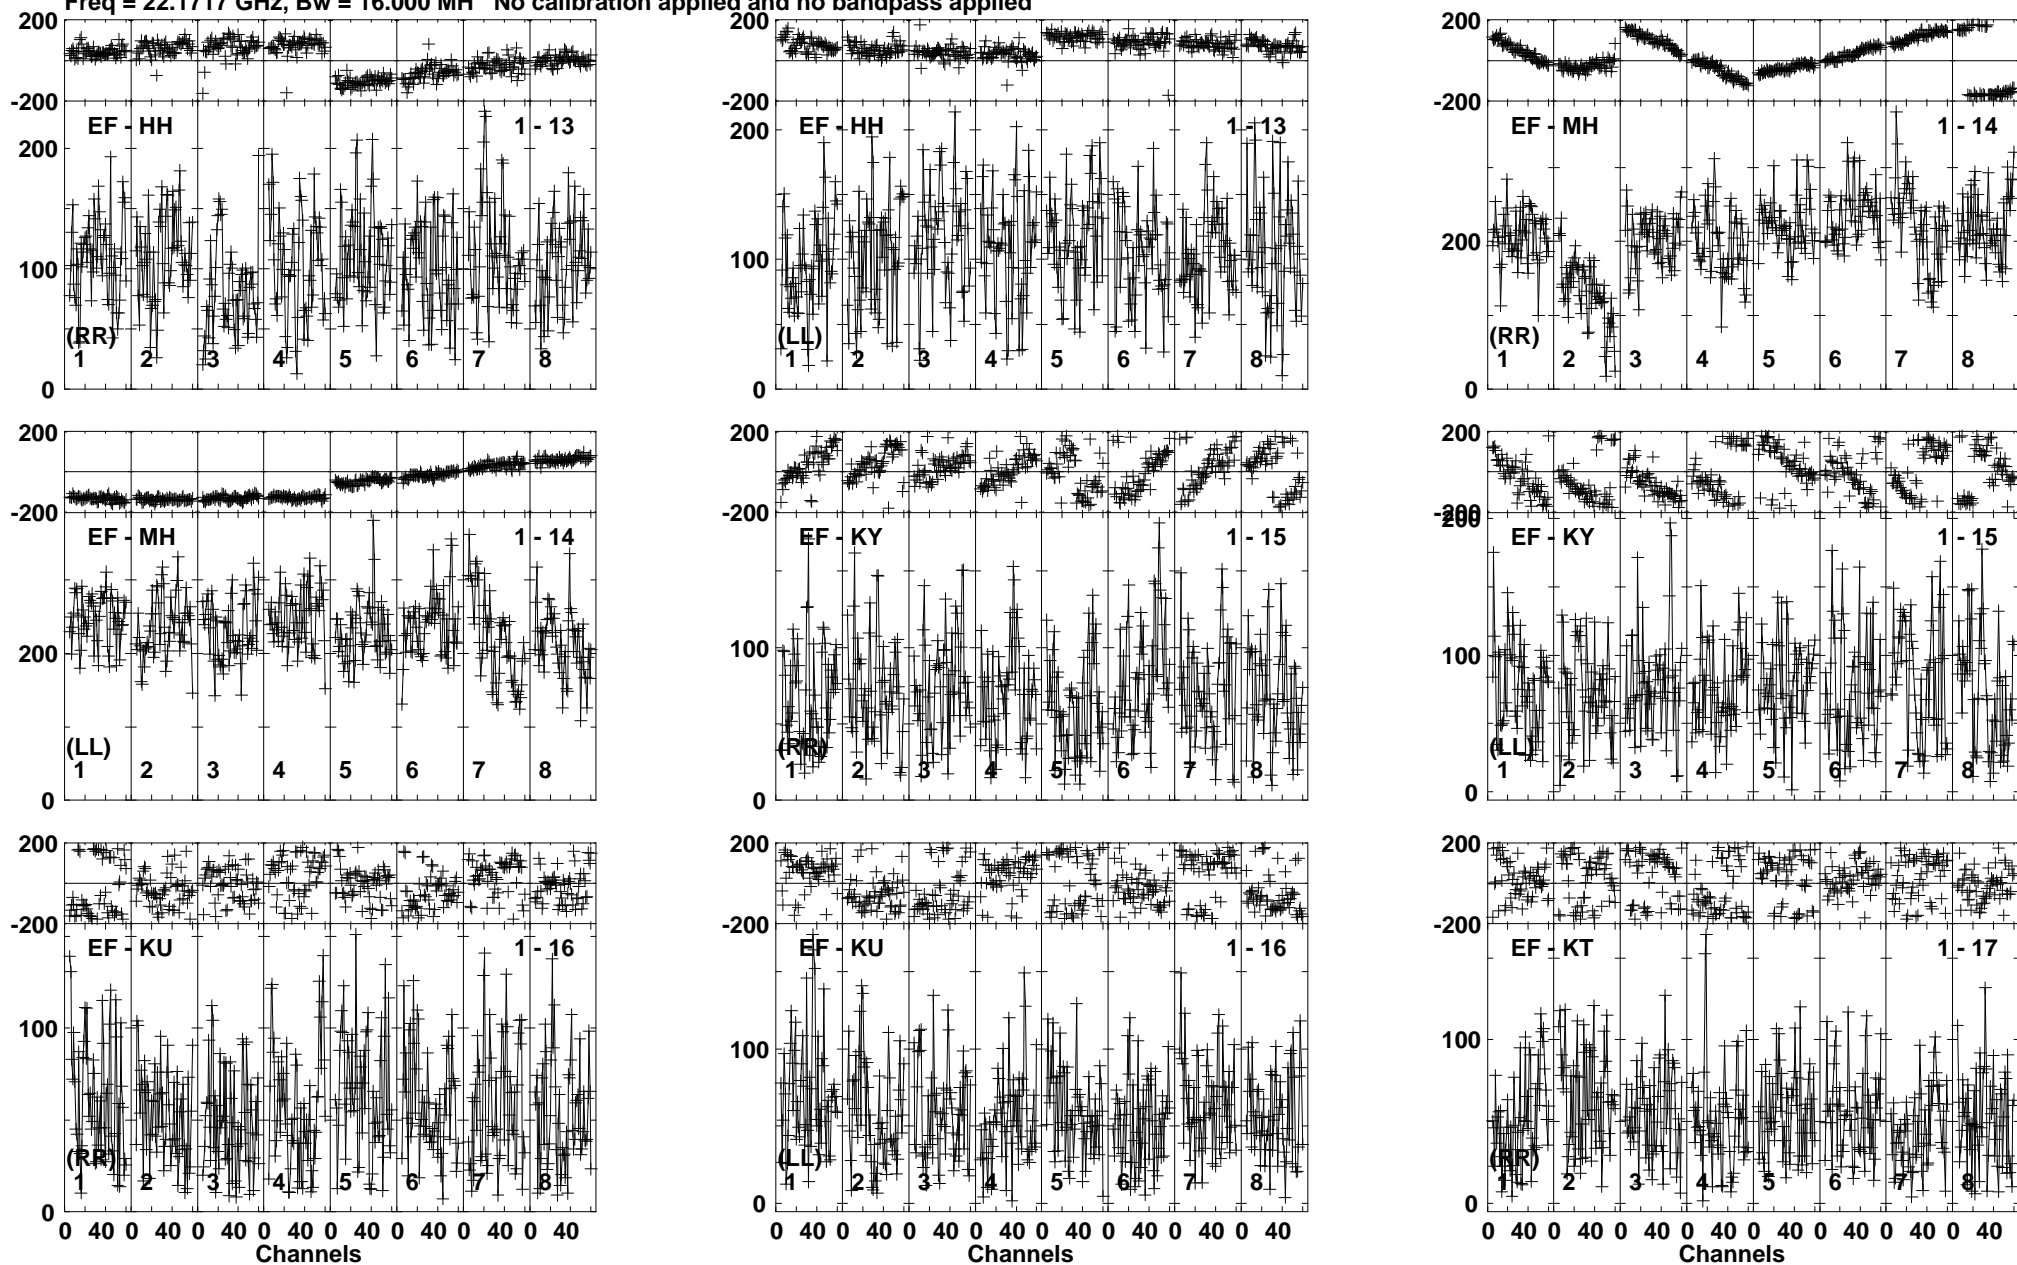 Freq = 22.1717 GHz, Bw = 16.000 MH No calibration applied and no bandpass applied
200
-200
EF - HH 1 - 13
200
100
(RR)
1 2 3 4 5 6 7 8
0
200
-200
EF - HH 1 - 13
200
100
(LL)
1 2 3 4 5 6 7 8
0
200
-200
EF - MH 1 - 14
200
(RR)
1 2 3 4 5 6 7 8
0
200
-200
EF - MH 1 - 14
200
(LL)
1 2 3 4 5 6 7 8
0
200
-200
EF - KY 1 - 15
100
(RR)
1 2 3 4 5 6 7 8
0
200
-200
200
EF - KY 1 - 15
100
(LL)
1 2 3 4 5 6 7 8
0
200
-200
EF - KU 1 - 16
100
(RR)
1 2 3 4 5 6 7 8
0
0 40 0 40 0 40 0 40 0 40 0 40 0 40 0 40
Channels
200
-200
EF - KU 1 - 16
100
(LL)
1 2 3 4 5 6 7 8
0
0 40 0 40 0 40 0 40 0 40 0 40 0 40 0 40
200
-200
EF - KT 1 - 17
100
(RR)
1 2 3 4 5 6 7 8
0
0 40 0 40 0 40 0 40 0 40 0 40 0 40 0 40
Channels